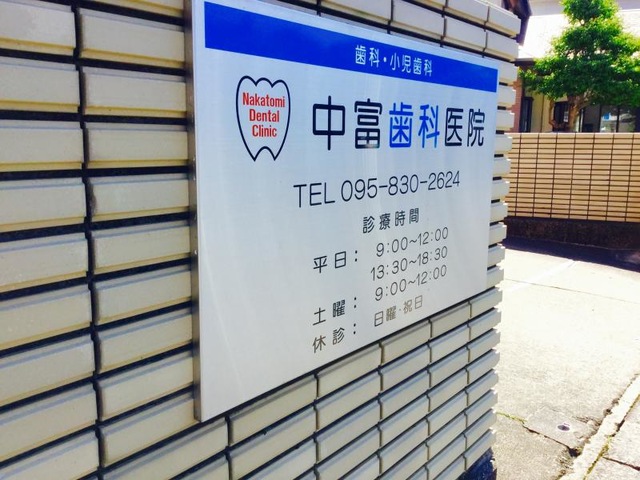 歯科・小児歯科
Nakatomi
Dental
Clinic
中富歯科医院
TEL 095-830-2624
診療時間
平日： 9:00~12:00
13:30~18:30
土曜： 9:00~12:00
休診： 日曜・祝日